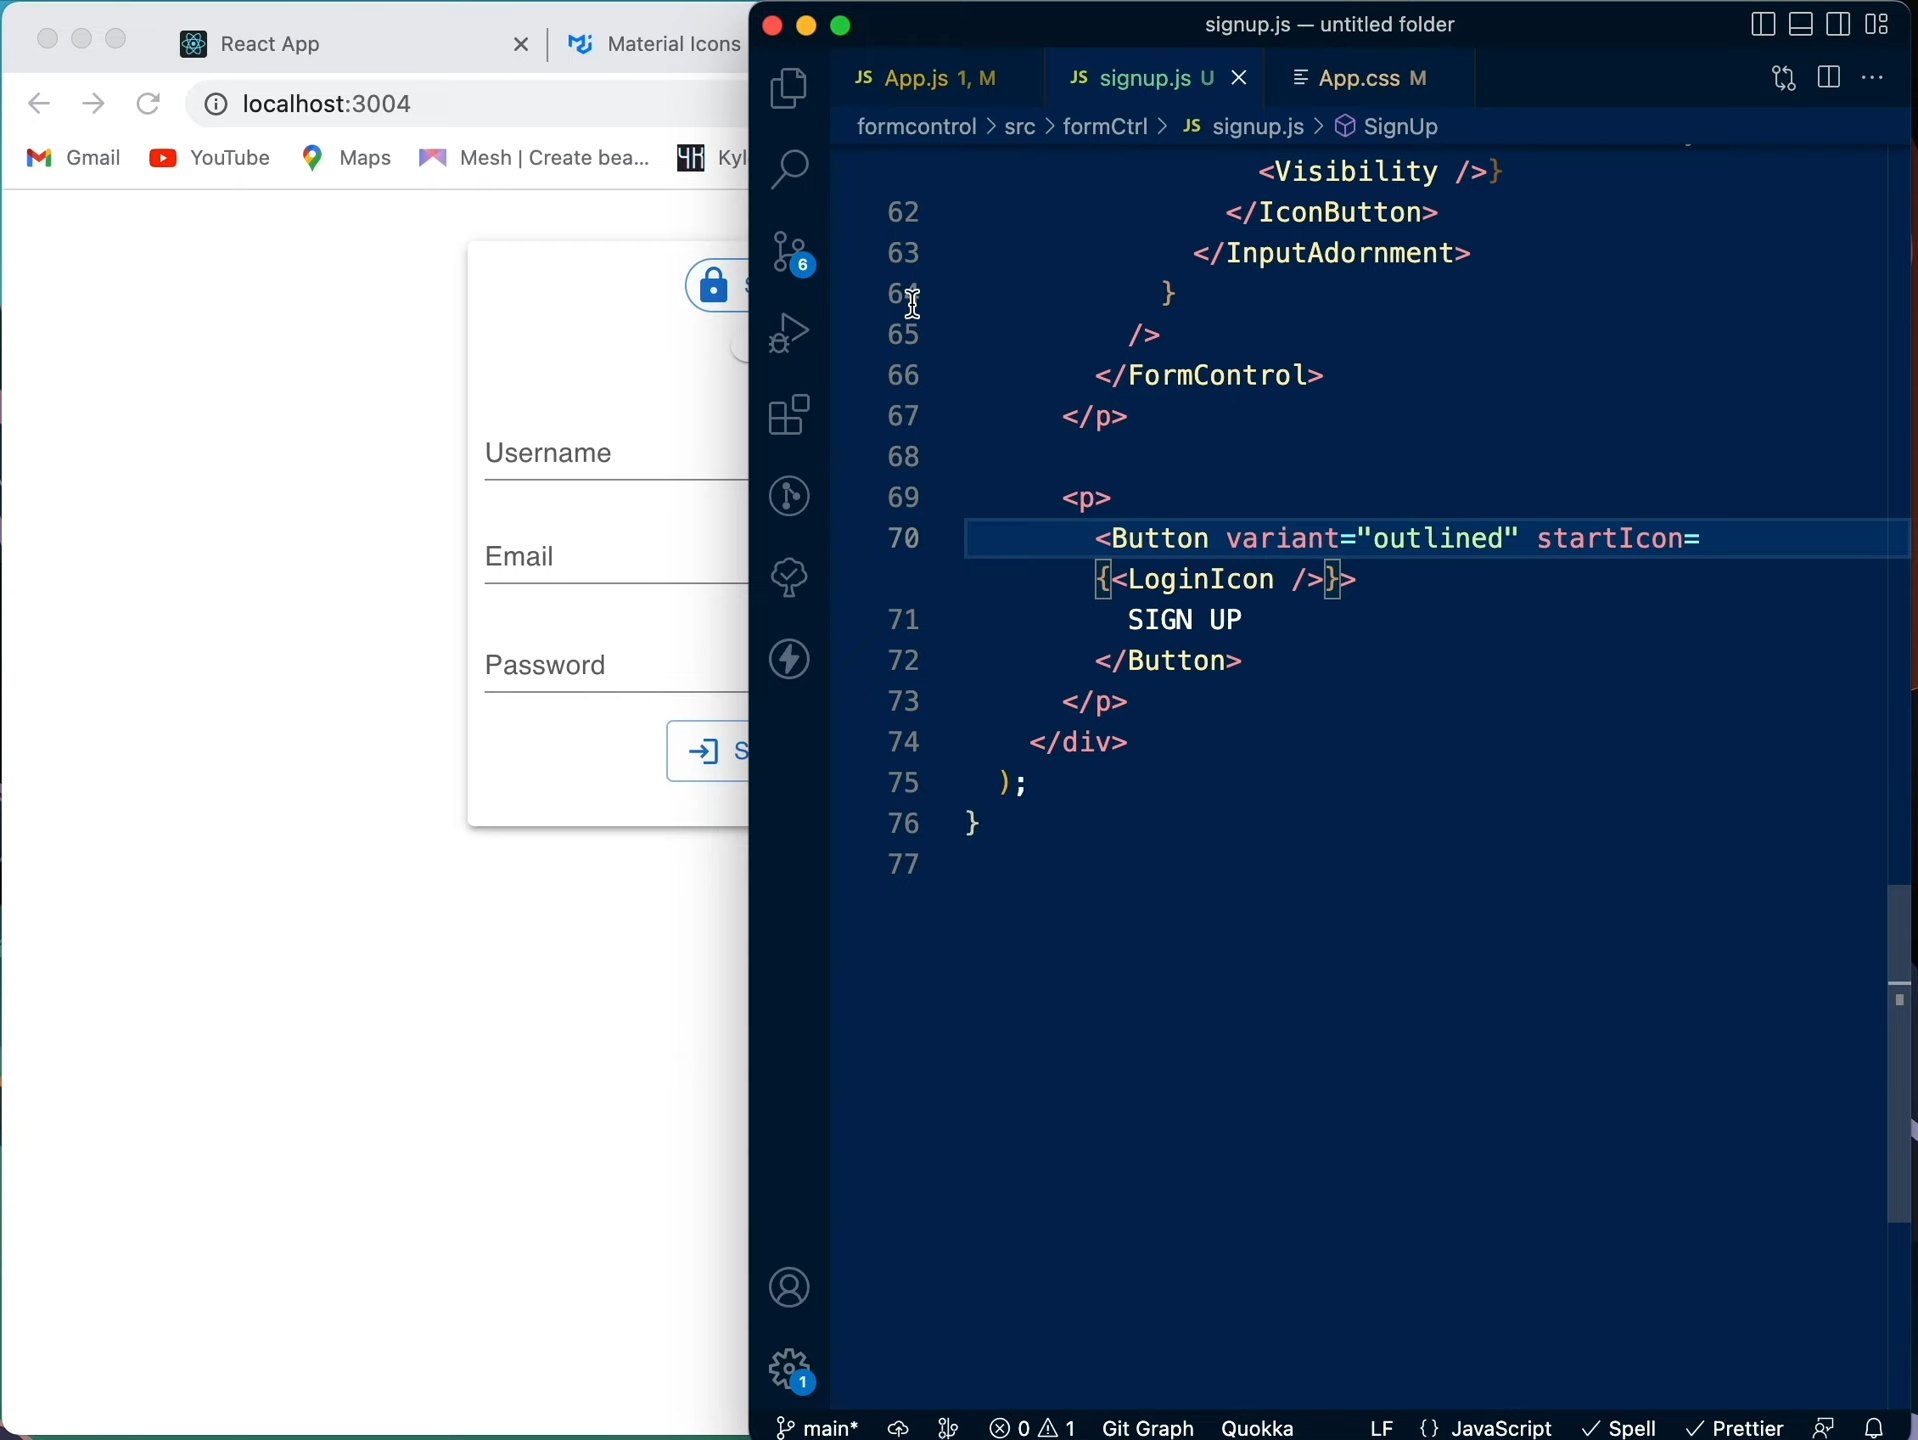 React App
Material Icons
localhost:3004
Gmail
YouTube
Maps
Mesh | Create bea...
Username
Email
Password
signup.js — untitled folder
JS App.js 1, M
JS signup.js U
App.css M
formcontrol > src > formCtrl > JS signup.js > SignUp
<Visibility />}
62 </IconButton>
63 </InputAdornment>
64 }
65 />
66 </FormControl>
67 </p>
68
69 <p>
70 <Button variant="outlined" startIcon=
{<LoginIcon />}>
71 SIGN UP
72 </Button>
73 </p>
74 </div>
75 );
76 }
77
6
1
main* 0 1 Git Graph Quokka LF {} JavaScript Spell Prettier